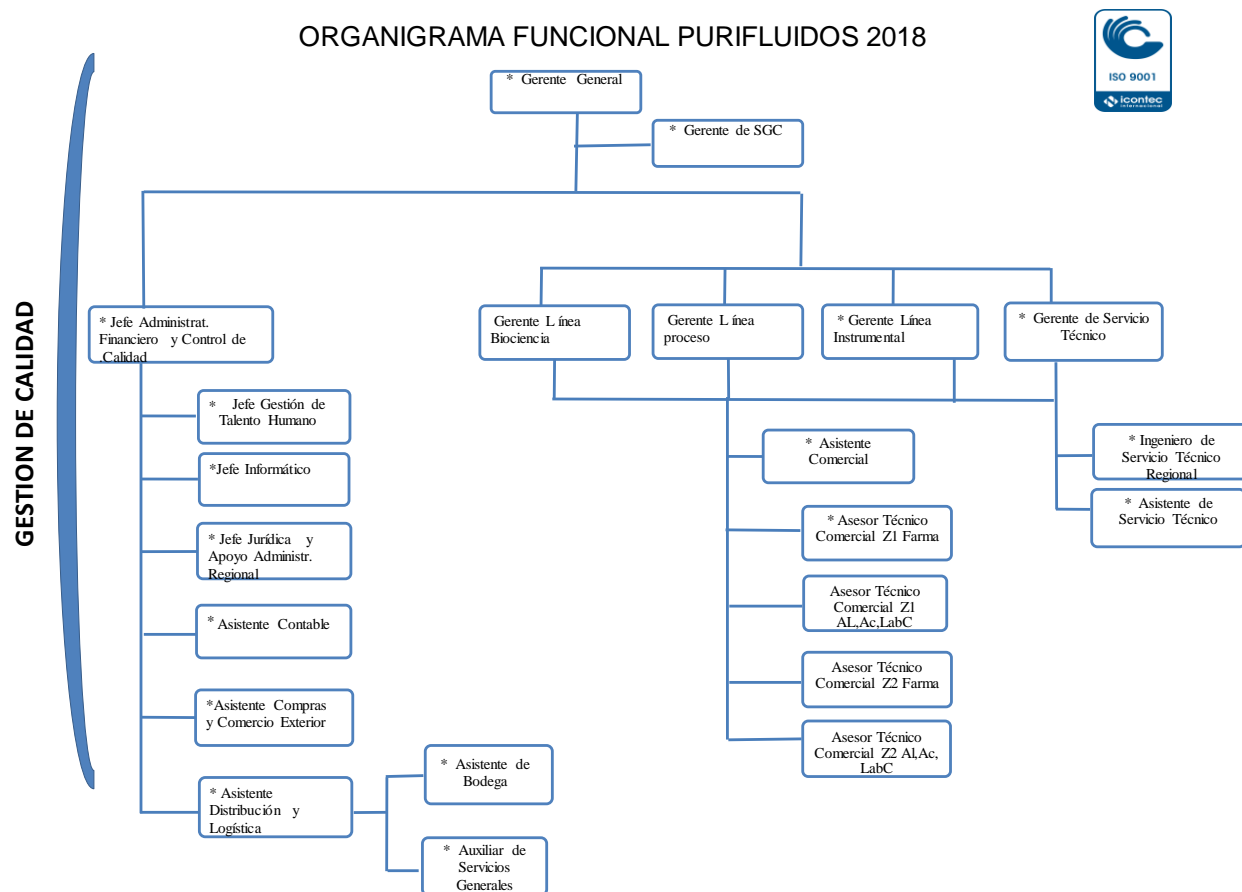 ORGANIGRAMA FUNCIONAL PURIFLUIDOS 2018
ISO 9001
icontec
internacional
* Gerente General
* Gerente de SGC
GESTION DE CALIDAD
* Jefe Administrat.
Financiero y Control de
.Calidad
Gerente Línea
Biociencia
Gerente Línea
proceso
* Gerente Línea
Instrumental
* Gerente de Servicio
Técnico
* Jefe Gestión de
Talento Humano
*Jefe Informático
* Jefe Jurídica y
Apoyo Administr.
Regional
* Asistente Contable
*Asistente Compras
y Comercio Exterior
* Asistente
Distribución y
Logística
* Asistente de
Bodega
* Auxiliar de
Servicios
Generales
* Asistente
Comercial
* Asesor Técnico
Comercial Z1 Farma
Asesor Técnico
Comercial Z1
AL,Ac,LabC
Asesor Técnico
Comercial Z2 Farma
Asesor Técnico
Comercial Z2 Al,Ac,
LabC
* Ingeniero de
Servicio Técnico
Regional
* Asistente de
Servicio Técnico